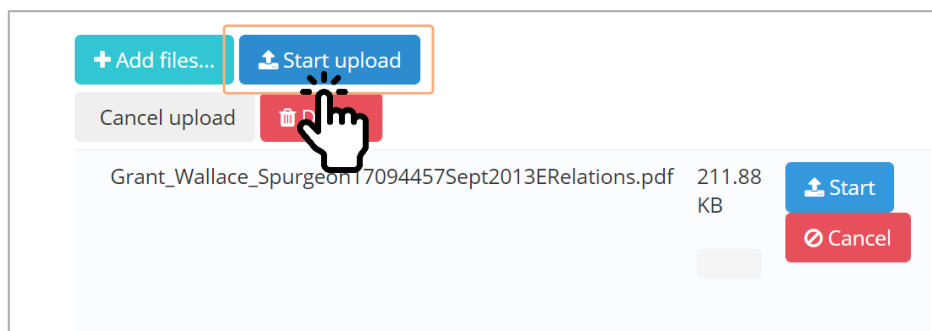 Add files...
Start upload
Cancel upload
Grant_Wallace_Spurgeon17094457Sept2013ERelations.pdf
211.88
KB
Start
Cancel